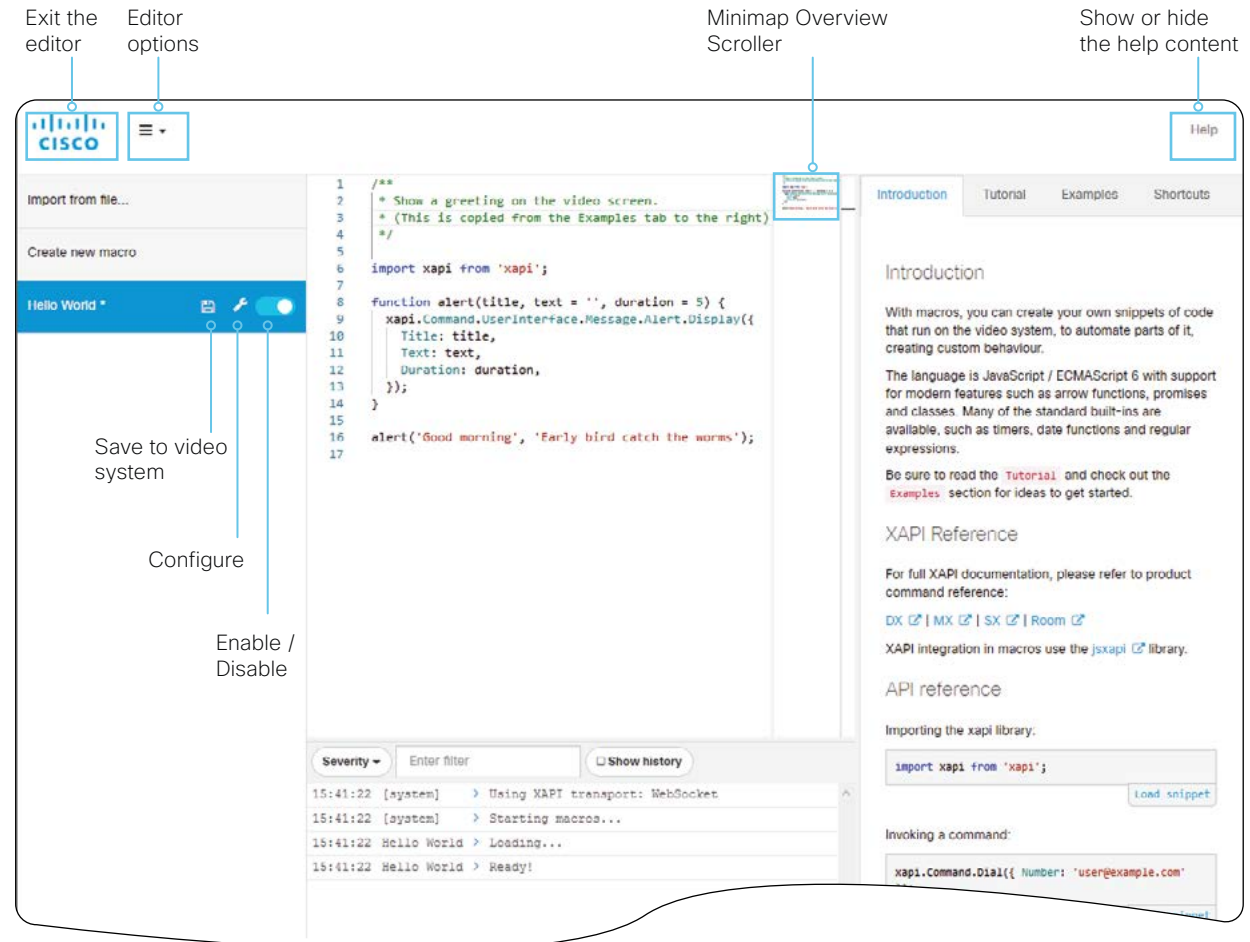 Exit the
editor
Editor
options
Minimap Overview
Scroller
Show or hide
the help content
CISCO
Help
Import from file...
Create new macro
Hello World *
Save to video
system
Configure
Enable /
Disable
1 /**
2 * Show a greeting on the video screen.
3 * (This is copied from the Examples tab to the right)
4 */
5
6 import xapi from 'xapi';
7
8 function alert(title, text = '', duration = 5) {
9 xapi.Command.UserInterface.Message.Alert.Display({
10 Title: title,
11 Text: text,
12 Duration: duration,
13 });
14 }
15
16 alert('Good morning', 'Early bird catch the worms');
17
Severity
Enter filter
Show history
15:41:22 [system] > Using XAPI transport: WebSocket
15:41:22 [system] > Starting macros...
15:41:22 Hello World > Loading...
15:41:22 Hello World > Ready!
Introduction Tutorial Examples Shortcuts
Introduction
With macros, you can create your own snippets of code
that run on the video system, to automate parts of it,
creating custom behaviour.
The language is JavaScript / ECMAScript 6 with support
for modern features such as arrow functions, promises
and classes. Many of the standard built-ins are
available, such as timers, date functions and regular
expressions.
Be sure to read the Tutorial and check out the
Examples section for ideas to get started.
XAPI Reference
For full XAPI documentation, please refer to product
command reference:
DX | MX | SX | Room
XAPI integration in macros use the jsxapi library.
API reference
Importing the xapi library:
import xapi from 'xapi';
Load snippet
Invoking a command:
xapi.Command.Dial({ Number: 'user@example.com'